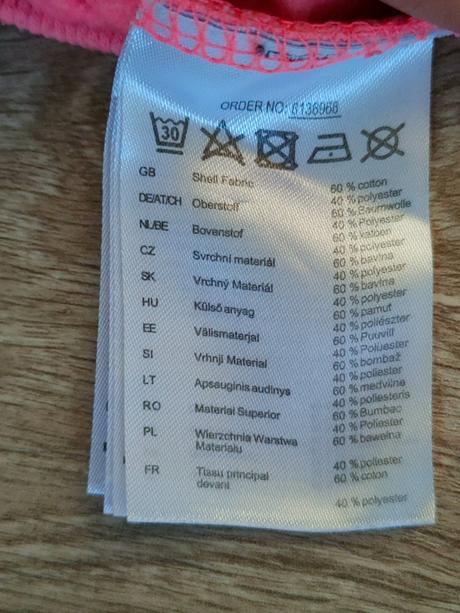 ORDER NO: 6136968
30
GB Shell Fabric 60 % cotton
40 % polyester
DE/AT/CH Oberstoff 60 % Baumwolle
40 % Polyester
NL/BE Bovenstof 60 % katoen
40 % polyester
CZ Svrchní materiál 60 % bavlna
40 % polyester
SK Vrchný Materiál 60 % bavlna
40 % polyester
HU Külső anyag 60 % pamut
40 % poliészter
EE Välismaterjal 60 % Puuvill
40 % Polüester
SI Vrhnji Material 60 % bombaž
40 % poliester
LT Apsauginis audinys 60 % medvilnė
40 % poliesteris
RO Material Superior 60 % Bumbac
40 % Poliester
PL Wierzchnia Warstwa 60 % bawełna
Materiału
40 % poliester
FR Tissu principal 60 % coton
devant
40 % polyester